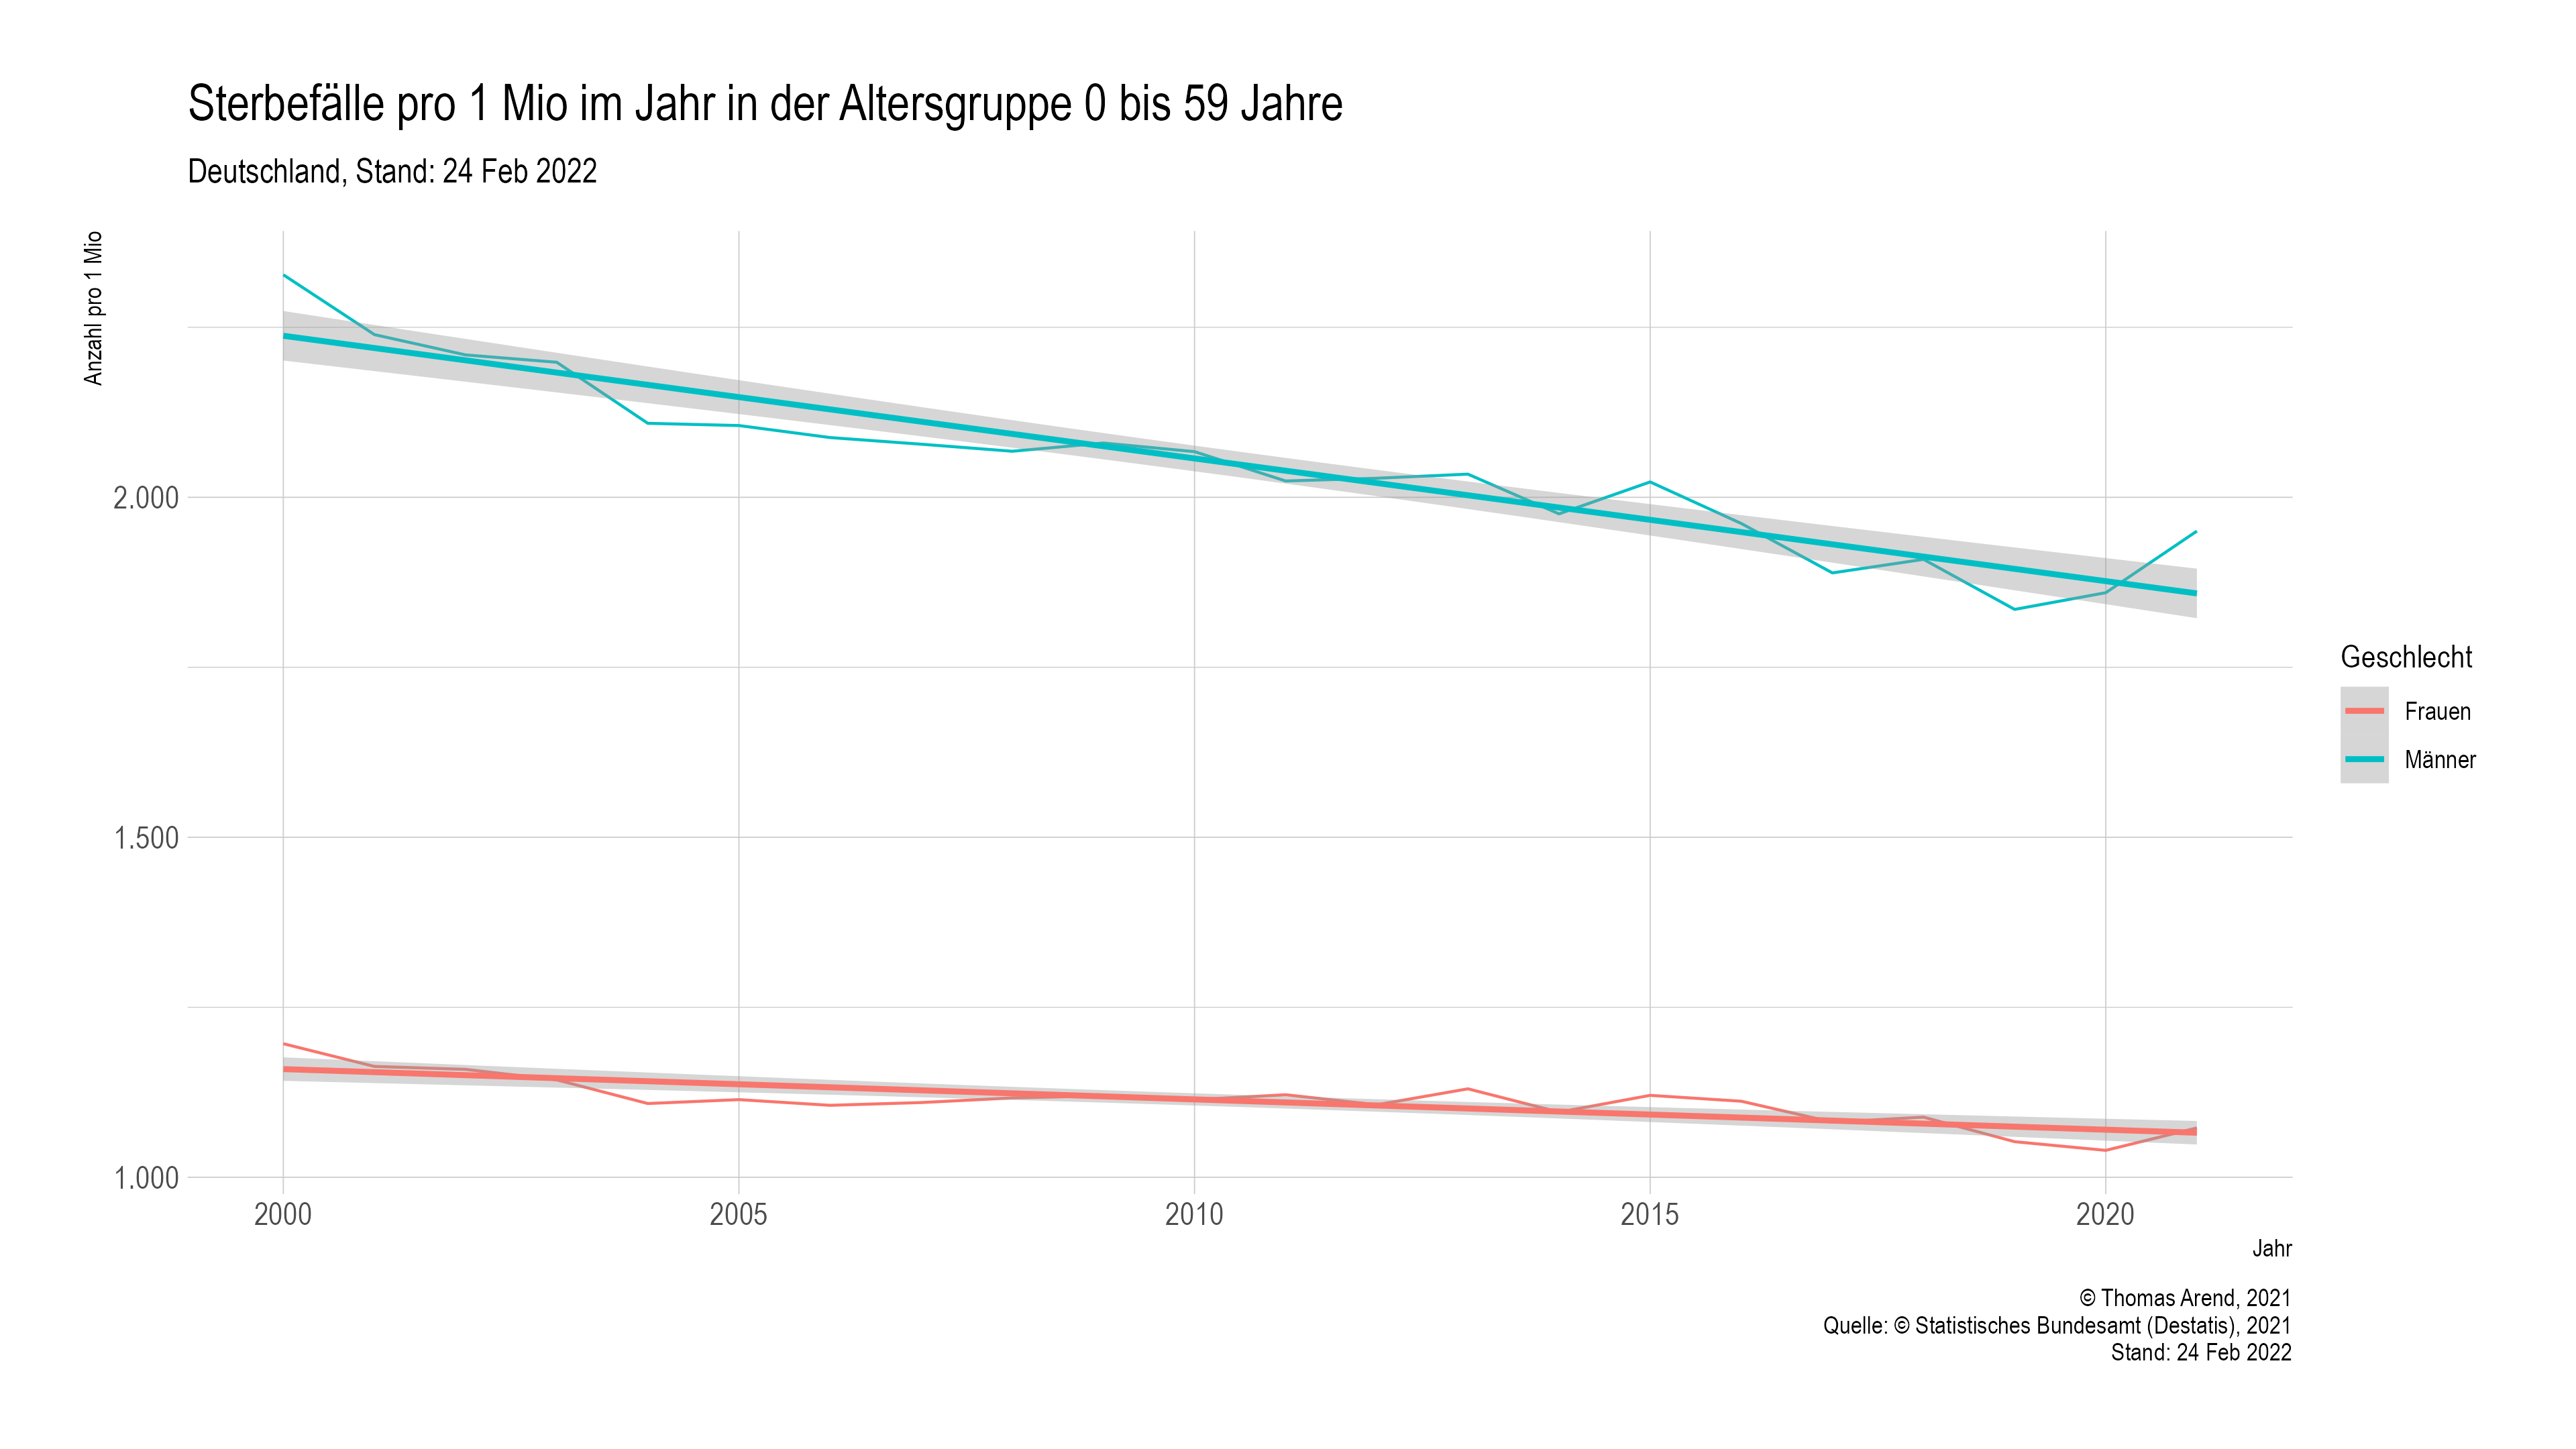 Sterbefälle pro 1 Mio im Jahr in der Altersgruppe 0 bis 59 Jahre
Deutschland, Stand: 24 Feb 2022
Anzahl pro 1 Mio
2.000
1.500
1.000
2000 2005 2010 2015 2020
Jahr
Geschlecht
Frauen
Männer
© Thomas Arend, 2021
Quelle: © Statistisches Bundesamt (Destatis), 2021
Stand: 24 Feb 2022